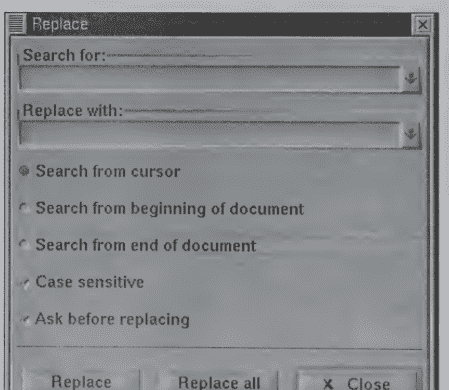 Replace
Search for:
Replace with:
Search from cursor
Search from beginning of document
Search from end of document
Case sensitive
Ask before replacing
Replace Replace all X Close